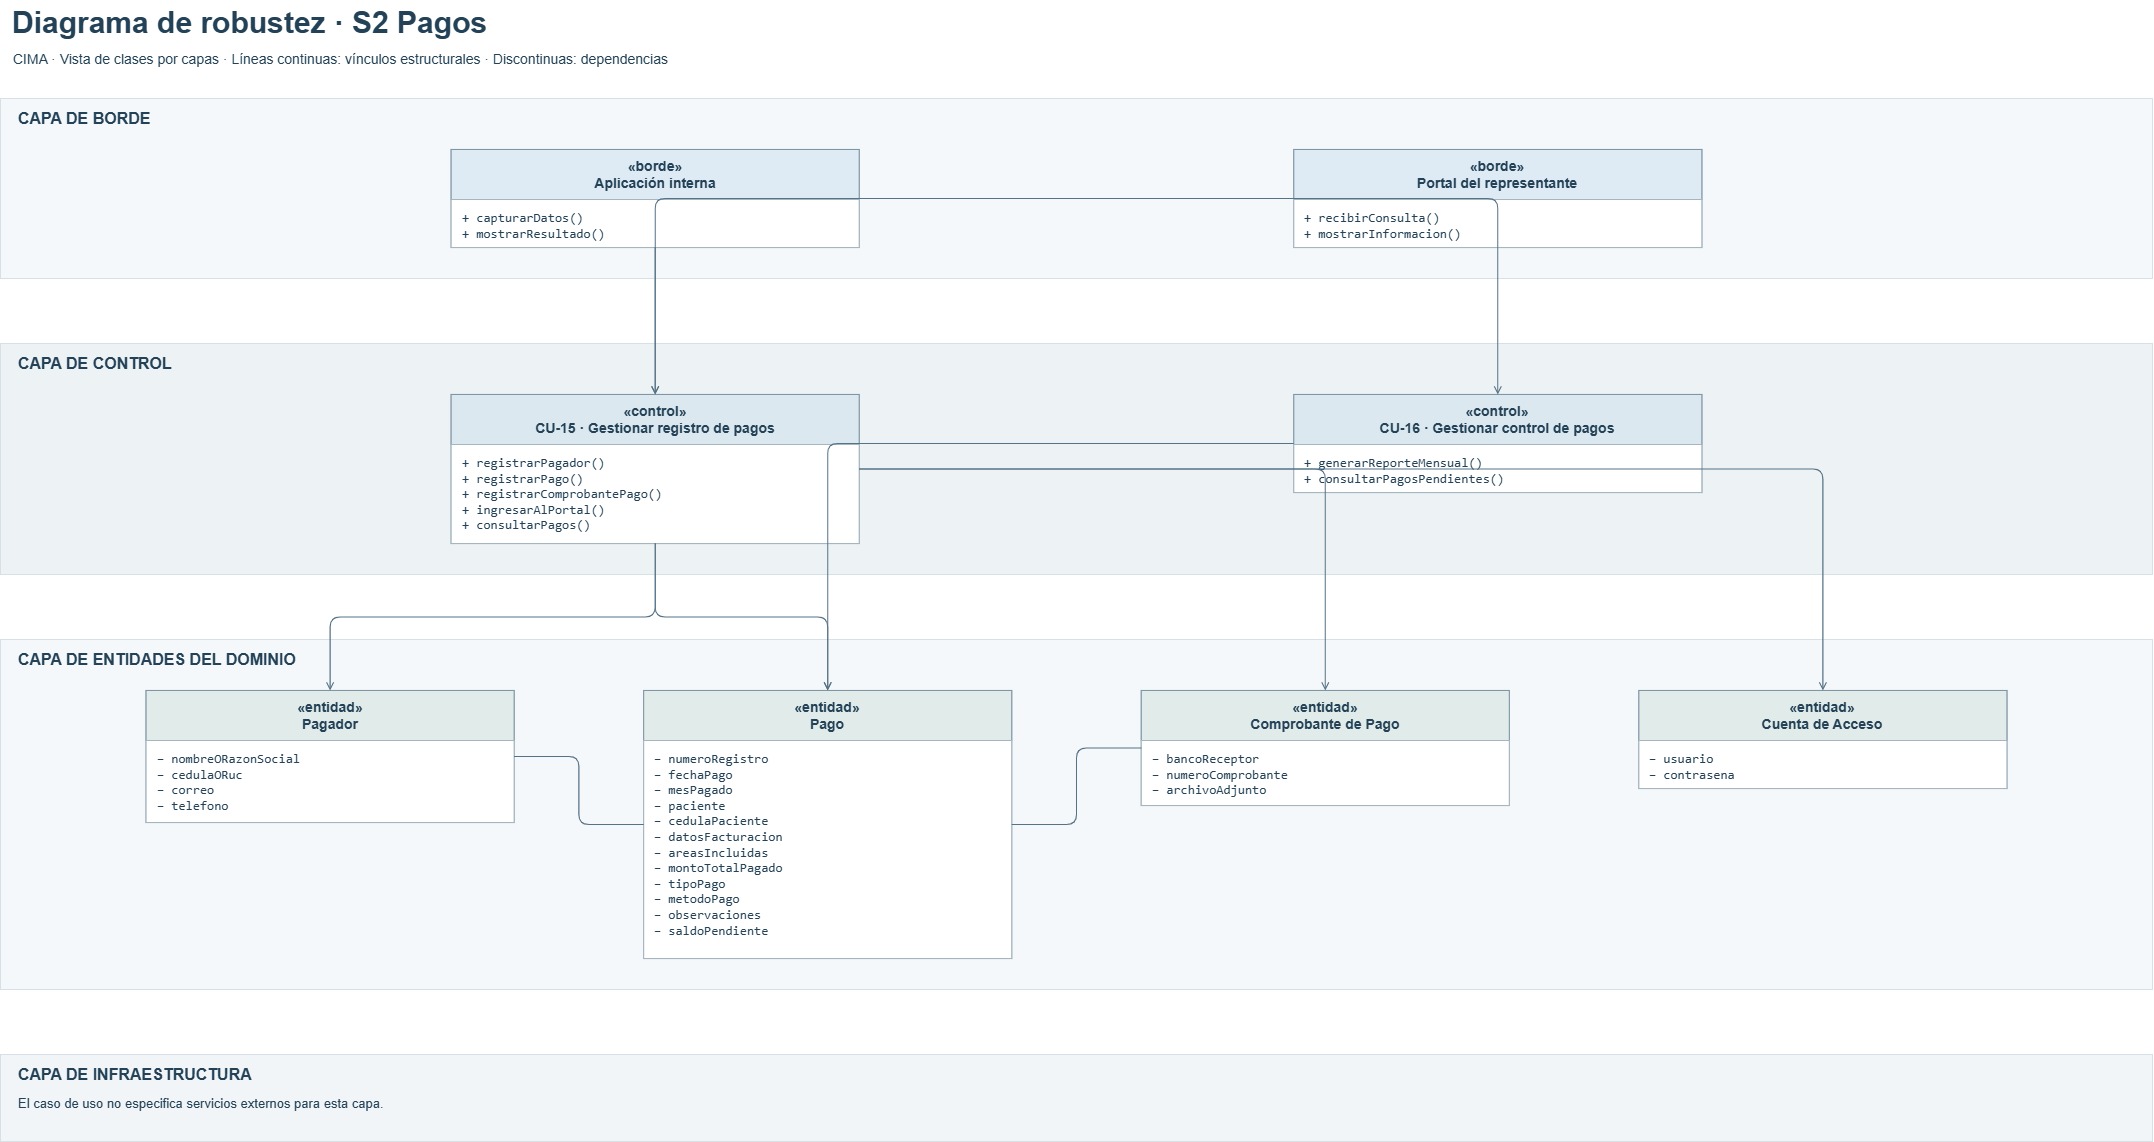 Diagrama de robustez · S2 Pagos
CIMA · Vista de clases por capas · Líneas continuas: vínculos estructurales · Discontinuas: dependencias
CAPA DE BORDE
«borde»
Aplicación interna
+ capturarDatos()
+ mostrarResultado()
«borde»
Portal del representante
+ recibirConsulta()
+ mostrarInformacion()
CAPA DE CONTROL
«control»
CU-15 · Gestionar registro de pagos
+ registrarPagador()
+ registrarPago()
+ registrarComprobantePago()
+ ingresarAlPortal()
+ consultarPagos()
«control»
CU-16 · Gestionar control de pagos
+ generarReporteMensual()
+ consultarPagosPendientes()
CAPA DE ENTIDADES DEL DOMINIO
«entidad»
Pagador
– nombreORazonSocial
– cedulaORuc
– correo
– telefono
«entidad»
Pago
– numeroRegistro
– fechaPago
– mesPagado
– paciente
– cedulaPaciente
– datosFacturacion
– areasIncluidas
– montoTotalPagado
– tipoPago
– metodoPago
– observaciones
– saldoPendiente
«entidad»
Comprobante de Pago
– bancoReceptor
– numeroComprobante
– archivoAdjunto
«entidad»
Cuenta de Acceso
– usuario
– contrasena
CAPA DE INFRAESTRUCTURA
El caso de uso no especifica servicios externos para esta capa.